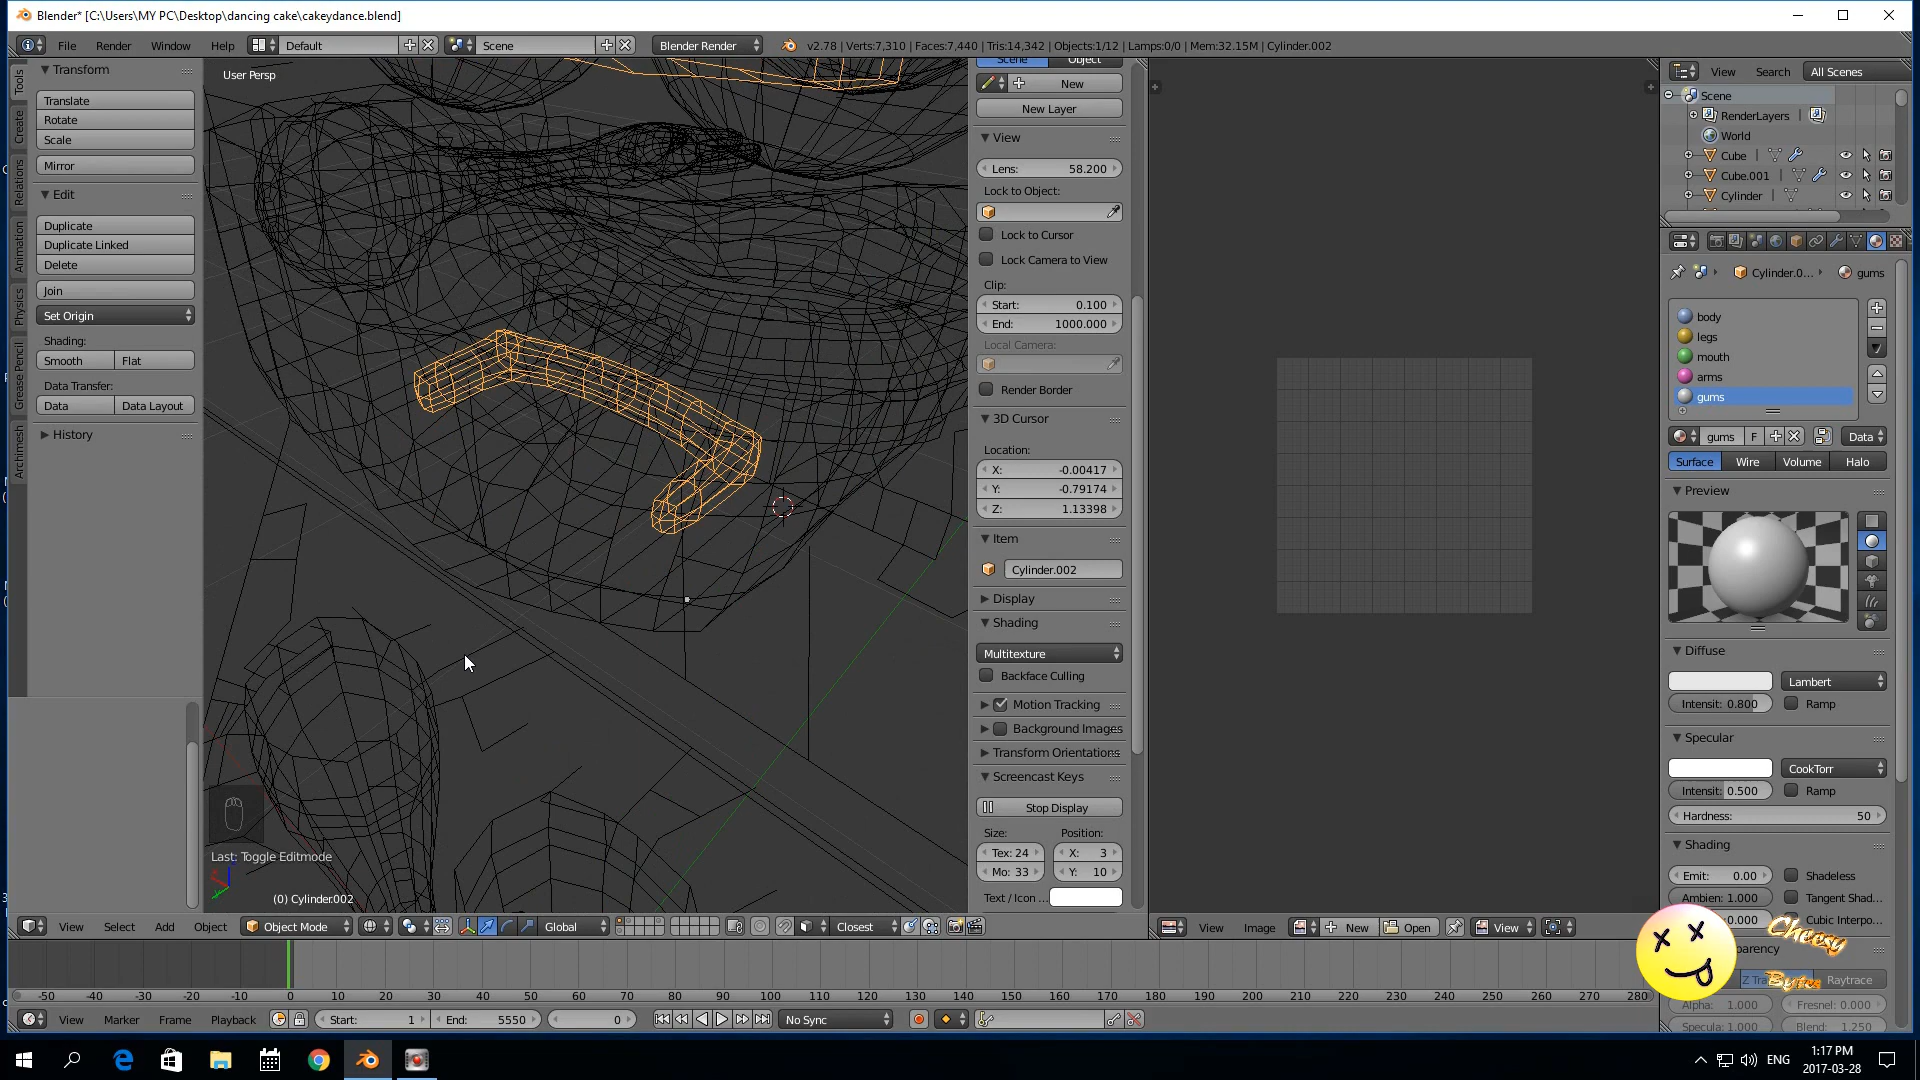 Blender* [C:\Users\MY PC\Desktop\dancing cake\cakeydance.blend]
File Render Window Help Default Scene Blender Render v2.78 | Verts:7,310 | Faces:7,440 | Tris:14,342 | Objects:1/12 | Lamps:0/0 | Mem:32.15M | Cylinder.002
Tools
Create
Relations
Animation
Physics
Grease Pencil
Archimesh
Transform
Translate
Rotate
Scale
Mirror
Edit
Duplicate
Duplicate Linked
Delete
Join
Set Origin
Shading:
Smooth Flat
Data Transfer:
Data Data Layout
History
User Persp
Last: Toggle Editmode
(0) Cylinder.002
Scene Object
New
New Layer
View
Lens: 58.200
Lock to Object:
Lock to Cursor
Lock Camera to View
Clip:
Start: 0.100
End: 1000.000
Local Camera:
Render Border
3D Cursor
Location:
X: -0.00417
Y: -0.79174
Z: 1.13398
Item
Cylinder.002
Display
Shading
Multitexture
Backface Culling
Motion Tracking
Background Images
Transform Orientations
Screencast Keys
Stop Display
Size: Position:
Tex: 24 X: 3
Mo: 33 Y: 10
Text / Icon ...
View Search All Scenes
Scene
RenderLayers
World
Cube
Cube.001
Cylinder
Cylinder.0... gums
body
legs
mouth
arms
gums
gums F Data
Surface Wire Volume Halo
Preview
Diffuse
Lambert
Intensit: 0.800 Ramp
Specular
CookTorr
Intensit: 0.500 Ramp
Hardness: 50
Shading
Emit: 0.00 Shadeless
Ambien: 1.000 Tangent Shad...
0.000 Cubic Interpo...
parency
Z Tra Raytrace
Alpha: 1.000 Fresnel: 0.000
Specula: 1.000 Blend: 1.250
Cheesy
Bytes
View Select Add Object Object Mode Global Closest
View Image New Open View
-50 -40 -30 -20 -10 0 10 20 30 40 50 60 70 80 90 100 110 120 130 140 150 160 170 180 190 200 210 220 230 240 250 260 270 280
View Marker Frame Playback Start: 1 End: 5550 0 No Sync
ENG
1:17 PM
2017-03-28